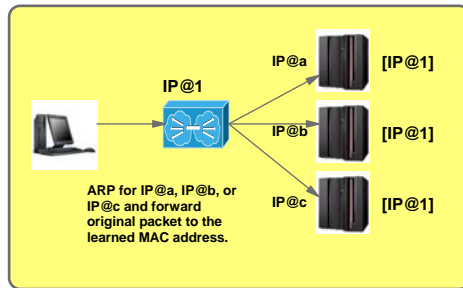 IP@a
[IP@1]
IP@1
IP@b
[IP@1]
ARP for IP@a, IP@b, or
IP@c and forward
original packet to the
learned MAC address.
IP@c
[IP@1]